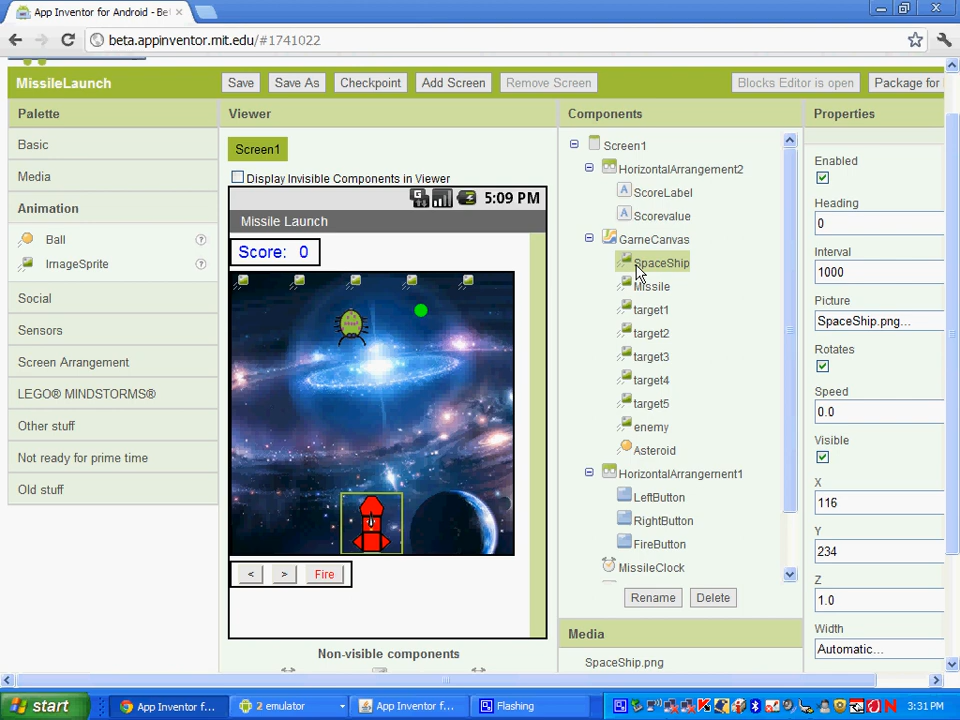 App Inventor for Android - Be
beta.appinventor.mit.edu/#1741022
MissileLaunch
Save
Save As
Checkpoint
Add Screen
Remove Screen
Blocks Editor is open
Package for
Palette
Viewer
Components
Properties
Basic
Media
Animation
Ball
?
ImageSprite
?
Social
Sensors
Screen Arrangement
LEGO® MINDSTORMS®
Other stuff
Not ready for prime time
Old stuff
Screen1
Display Invisible Components in Viewer
5:09 PM
Missile Launch
Score: 0
<
>
Fire
Non-visible components
Screen1
HorizontalArrangement2
ScoreLabel
Scorevalue
GameCanvas
SpaceShip
Missile
target1
target2
target3
target4
target5
enemy
Asteroid
HorizontalArrangement1
LeftButton
RightButton
FireButton
MissileClock
Rename
Delete
Media
SpaceShip.png
Enabled
Heading
0
Interval
1000
Picture
SpaceShip.png...
Rotates
Speed
0.0
Visible
X
116
Y
234
Z
1.0
Width
Automatic...
start
App Inventor f...
2 emulator
App Inventor f...
Flashing
3:31 PM